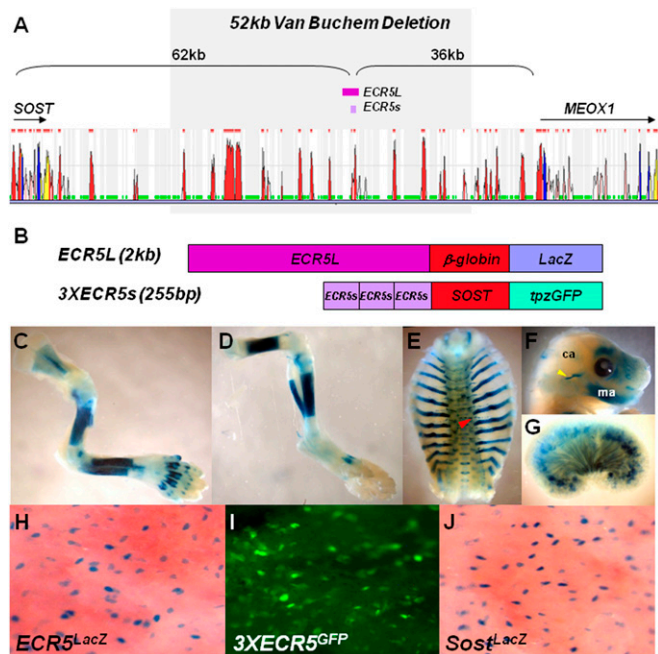 A
52kb Van Buchem Deletion
62kb
36kb
ECR5L
ECR5s
SOST
MEOX1
B
ECR5L (2kb)
ECR5L
β-globin
LacZ
3XECR5s (255bp)
ECR5s ECR5s ECR5s
SOST
tpzGFP
C
D
E
F
ca
ma
G
H
ECR5LacZ
I
3XECR5GFP
J
SostLacZ